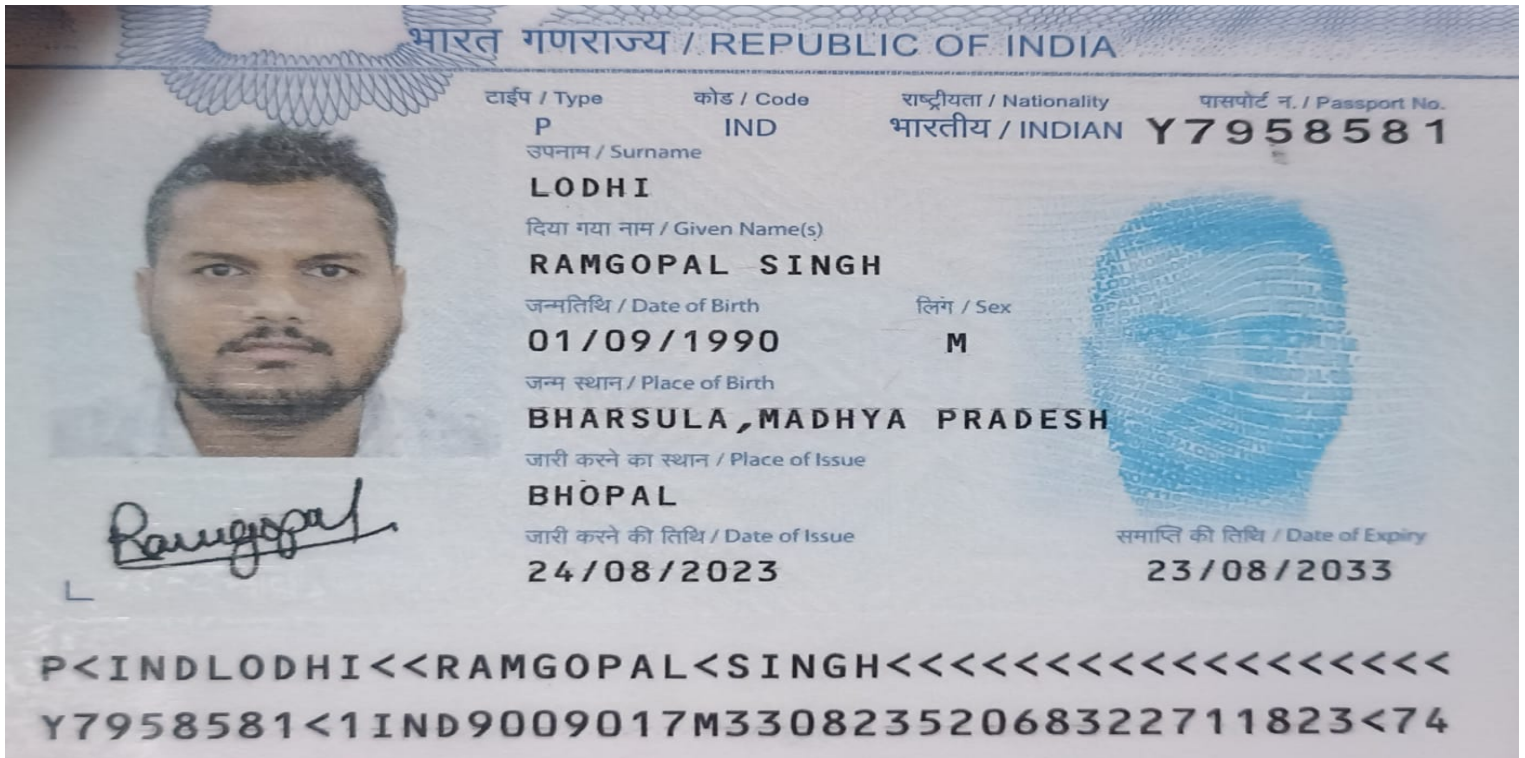 भारत गणराज्य / REPUBLIC OF INDIA
टाईप / Type कोड / Code राष्ट्रीयता / Nationality पासपोर्ट न. / Passport No.
P IND भारतीय / INDIAN Y7958581
उपनाम / Surname
LODHI
दिया गया नाम / Given Name(s)
RAMGOPAL SINGH
जन्मतिथि / Date of Birth लिंग / Sex
01/09/1990 M
जन्म स्थान / Place of Birth
BHARSULA,MADHYA PRADESH
जारी करने का स्थान / Place of Issue
BHOPAL
Ramgopal
जारी करने की तिथि / Date of Issue समाप्ति की तिथि / Date of Expiry
24/08/2023 23/08/2033
P<INDLODHI<<RAMGOPAL<SINGH<<<<<<<<<<<<<<<<<<
Y7958581<1IND9009017M3308235206832271 1823<74